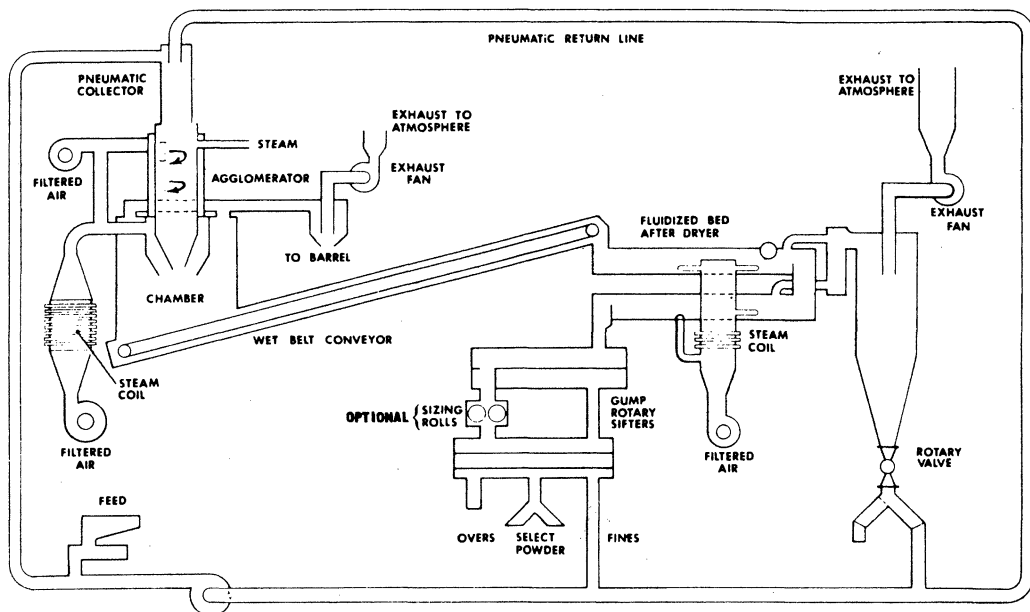 PNEUMATIC RETURN LINE
PNEUMATIC
COLLECTOR
EXHAUST TO
ATMOSPHERE
EXHAUST TO
ATMOSPHERE
STEAM
FILTERED
AIR
AGGLOMERATOR
EXHAUST
FAN
EXHAUST
FAN
FLUIDIZED BED
AFTER DRYER
TO BARREL
CHAMBER
WET BELT CONVEYOR
STEAM
COIL
STEAM
COIL
OPTIONAL { SIZING
ROLLS
GUMP
ROTARY
SIFTERS
FILTERED
AIR
FILTERED
AIR
ROTARY
VALVE
FEED
OVERS
SELECT
POWDER
FINES